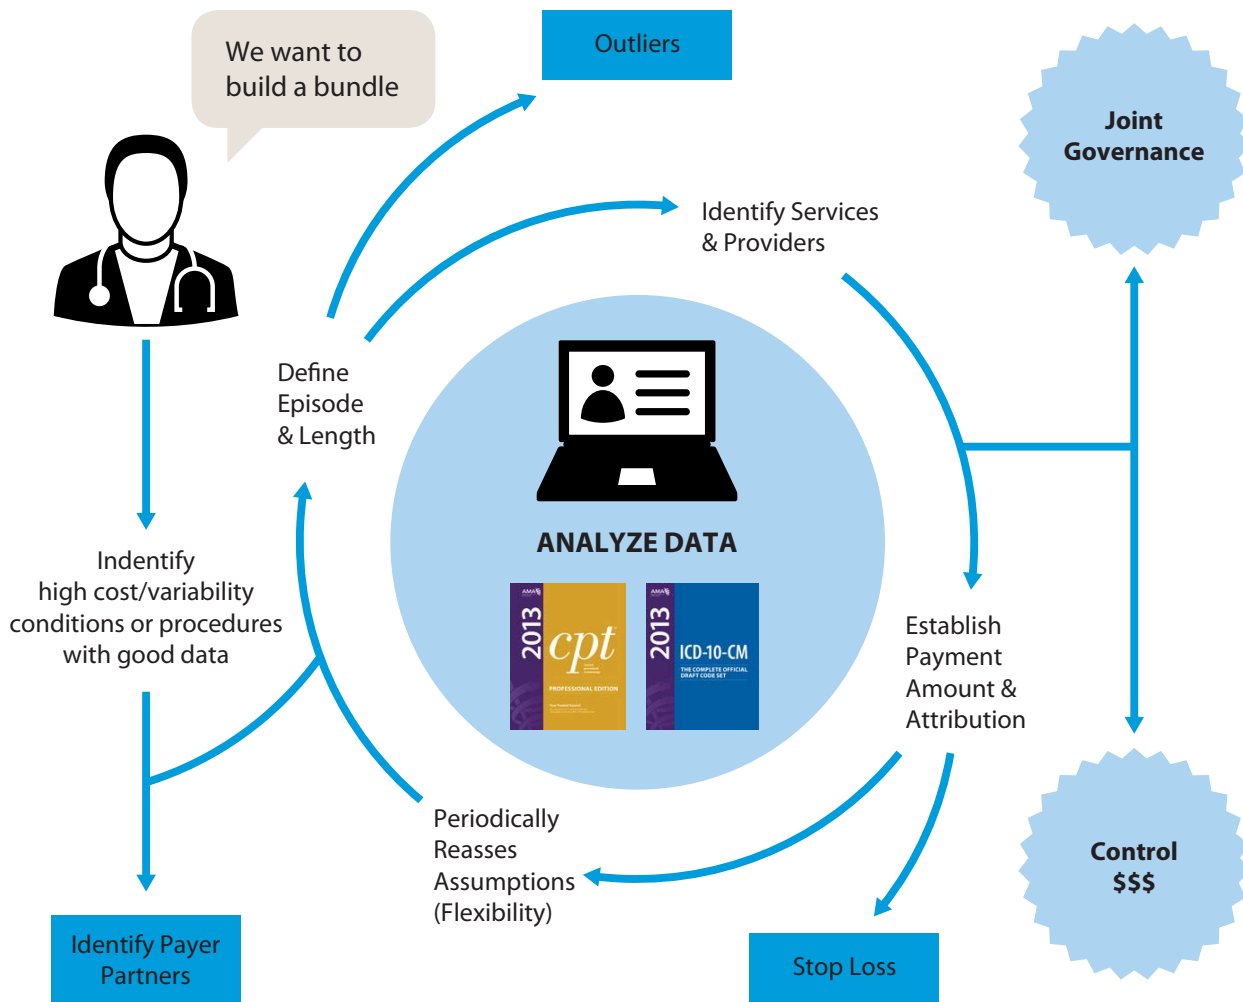 We want to
build a bundle
Outliers
Joint
Governance
Identify Services
& Providers
Define
Episode
& Length
ANALYZE DATA
Indentify
high cost/variability
conditions or procedures
with good data
AMA
2013
cpt
PROFESSIONAL EDITION
AMA
2013
ICD-10-CM
THE COMPLETE OFFICIAL
DRAFT CODE SET
Establish
Payment
Amount &
Attribution
Periodically
Reasses
Assumptions
(Flexibility)
Control
$$$
Identify Payer
Partners
Stop Loss